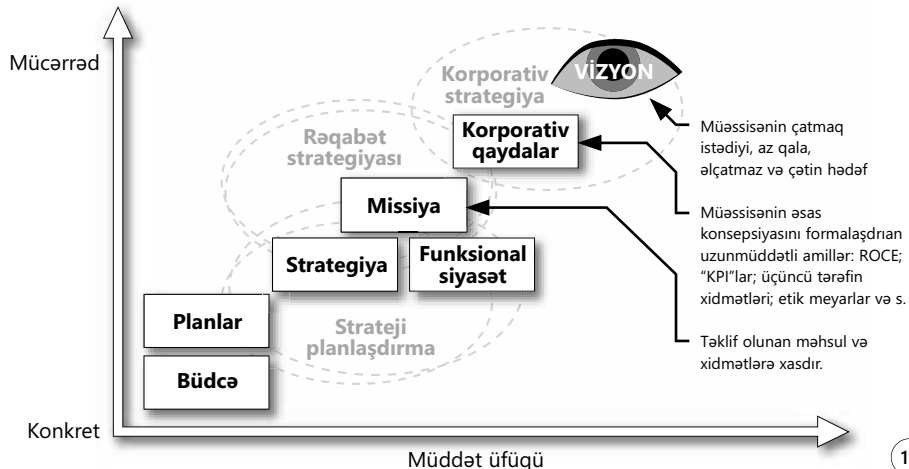 Mücərrəd
Korporativ
strategiya
VİZYON
Rəqabət
strategiyası
Korporativ
qaydalar
Müəssisənin çatmaq
istədiyi, az qala,
əlçatmaz və çətin hədəf
Missiya
Müəssisənin əsas
konsepsiyasını formalaşdrıan
uzunmüddətli amillər: ROCE;
"KPI"lar; üçüncü tərəfin
xidmətləri; etik meyarlar və s.
Strategiya
Funksional
siyasət
Planlar
Strateji
planlaşdırma
Təklif olunan məhsul və
xidmətlərə xasdır.
Büdcə
Konkret
Müddət üfüqü
1